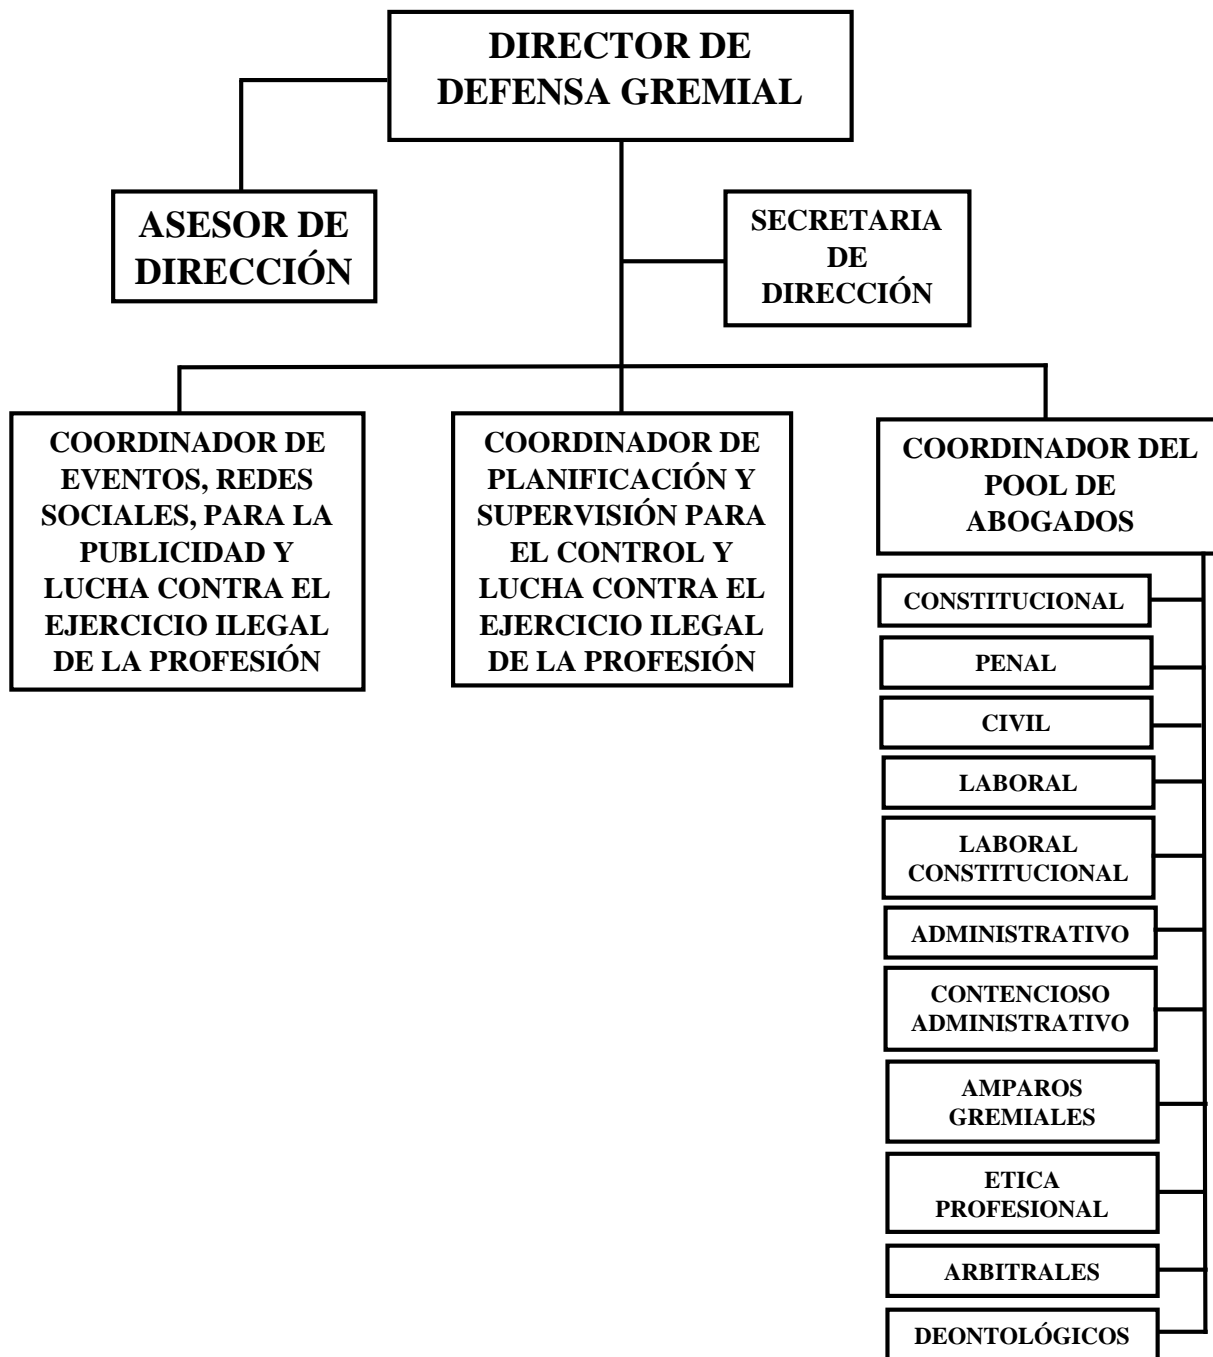 DIRECTOR DE
DEFENSA GREMIAL
ASESOR DE
DIRECCIÓN
SECRETARIA
DE
DIRECCIÓN
COORDINADOR DE
EVENTOS, REDES
SOCIALES, PARA LA
PUBLICIDAD Y
LUCHA CONTRA EL
EJERCICIO ILEGAL
DE LA PROFESIÓN
COORDINADOR DE
PLANIFICACIÓN Y
SUPERVISIÓN PARA
EL CONTROL Y
LUCHA CONTRA EL
EJERCICIO ILEGAL
DE LA PROFESIÓN
COORDINADOR DEL
POOL DE
ABOGADOS
CONSTITUCIONAL
PENAL
CIVIL
LABORAL
LABORAL
CONSTITUCIONAL
ADMINISTRATIVO
CONTENCIOSO
ADMINISTRATIVO
AMPAROS
GREMIALES
ETICA
PROFESIONAL
ARBITRALES
DEONTOLÓGICOS